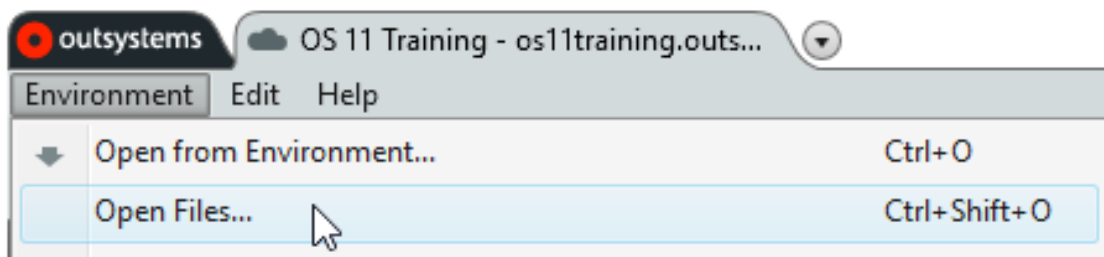 outsystems OS 11 Training - os11training.outs...
Environment Edit Help
Open from Environment... Ctrl+O
Open Files... Ctrl+Shift+O